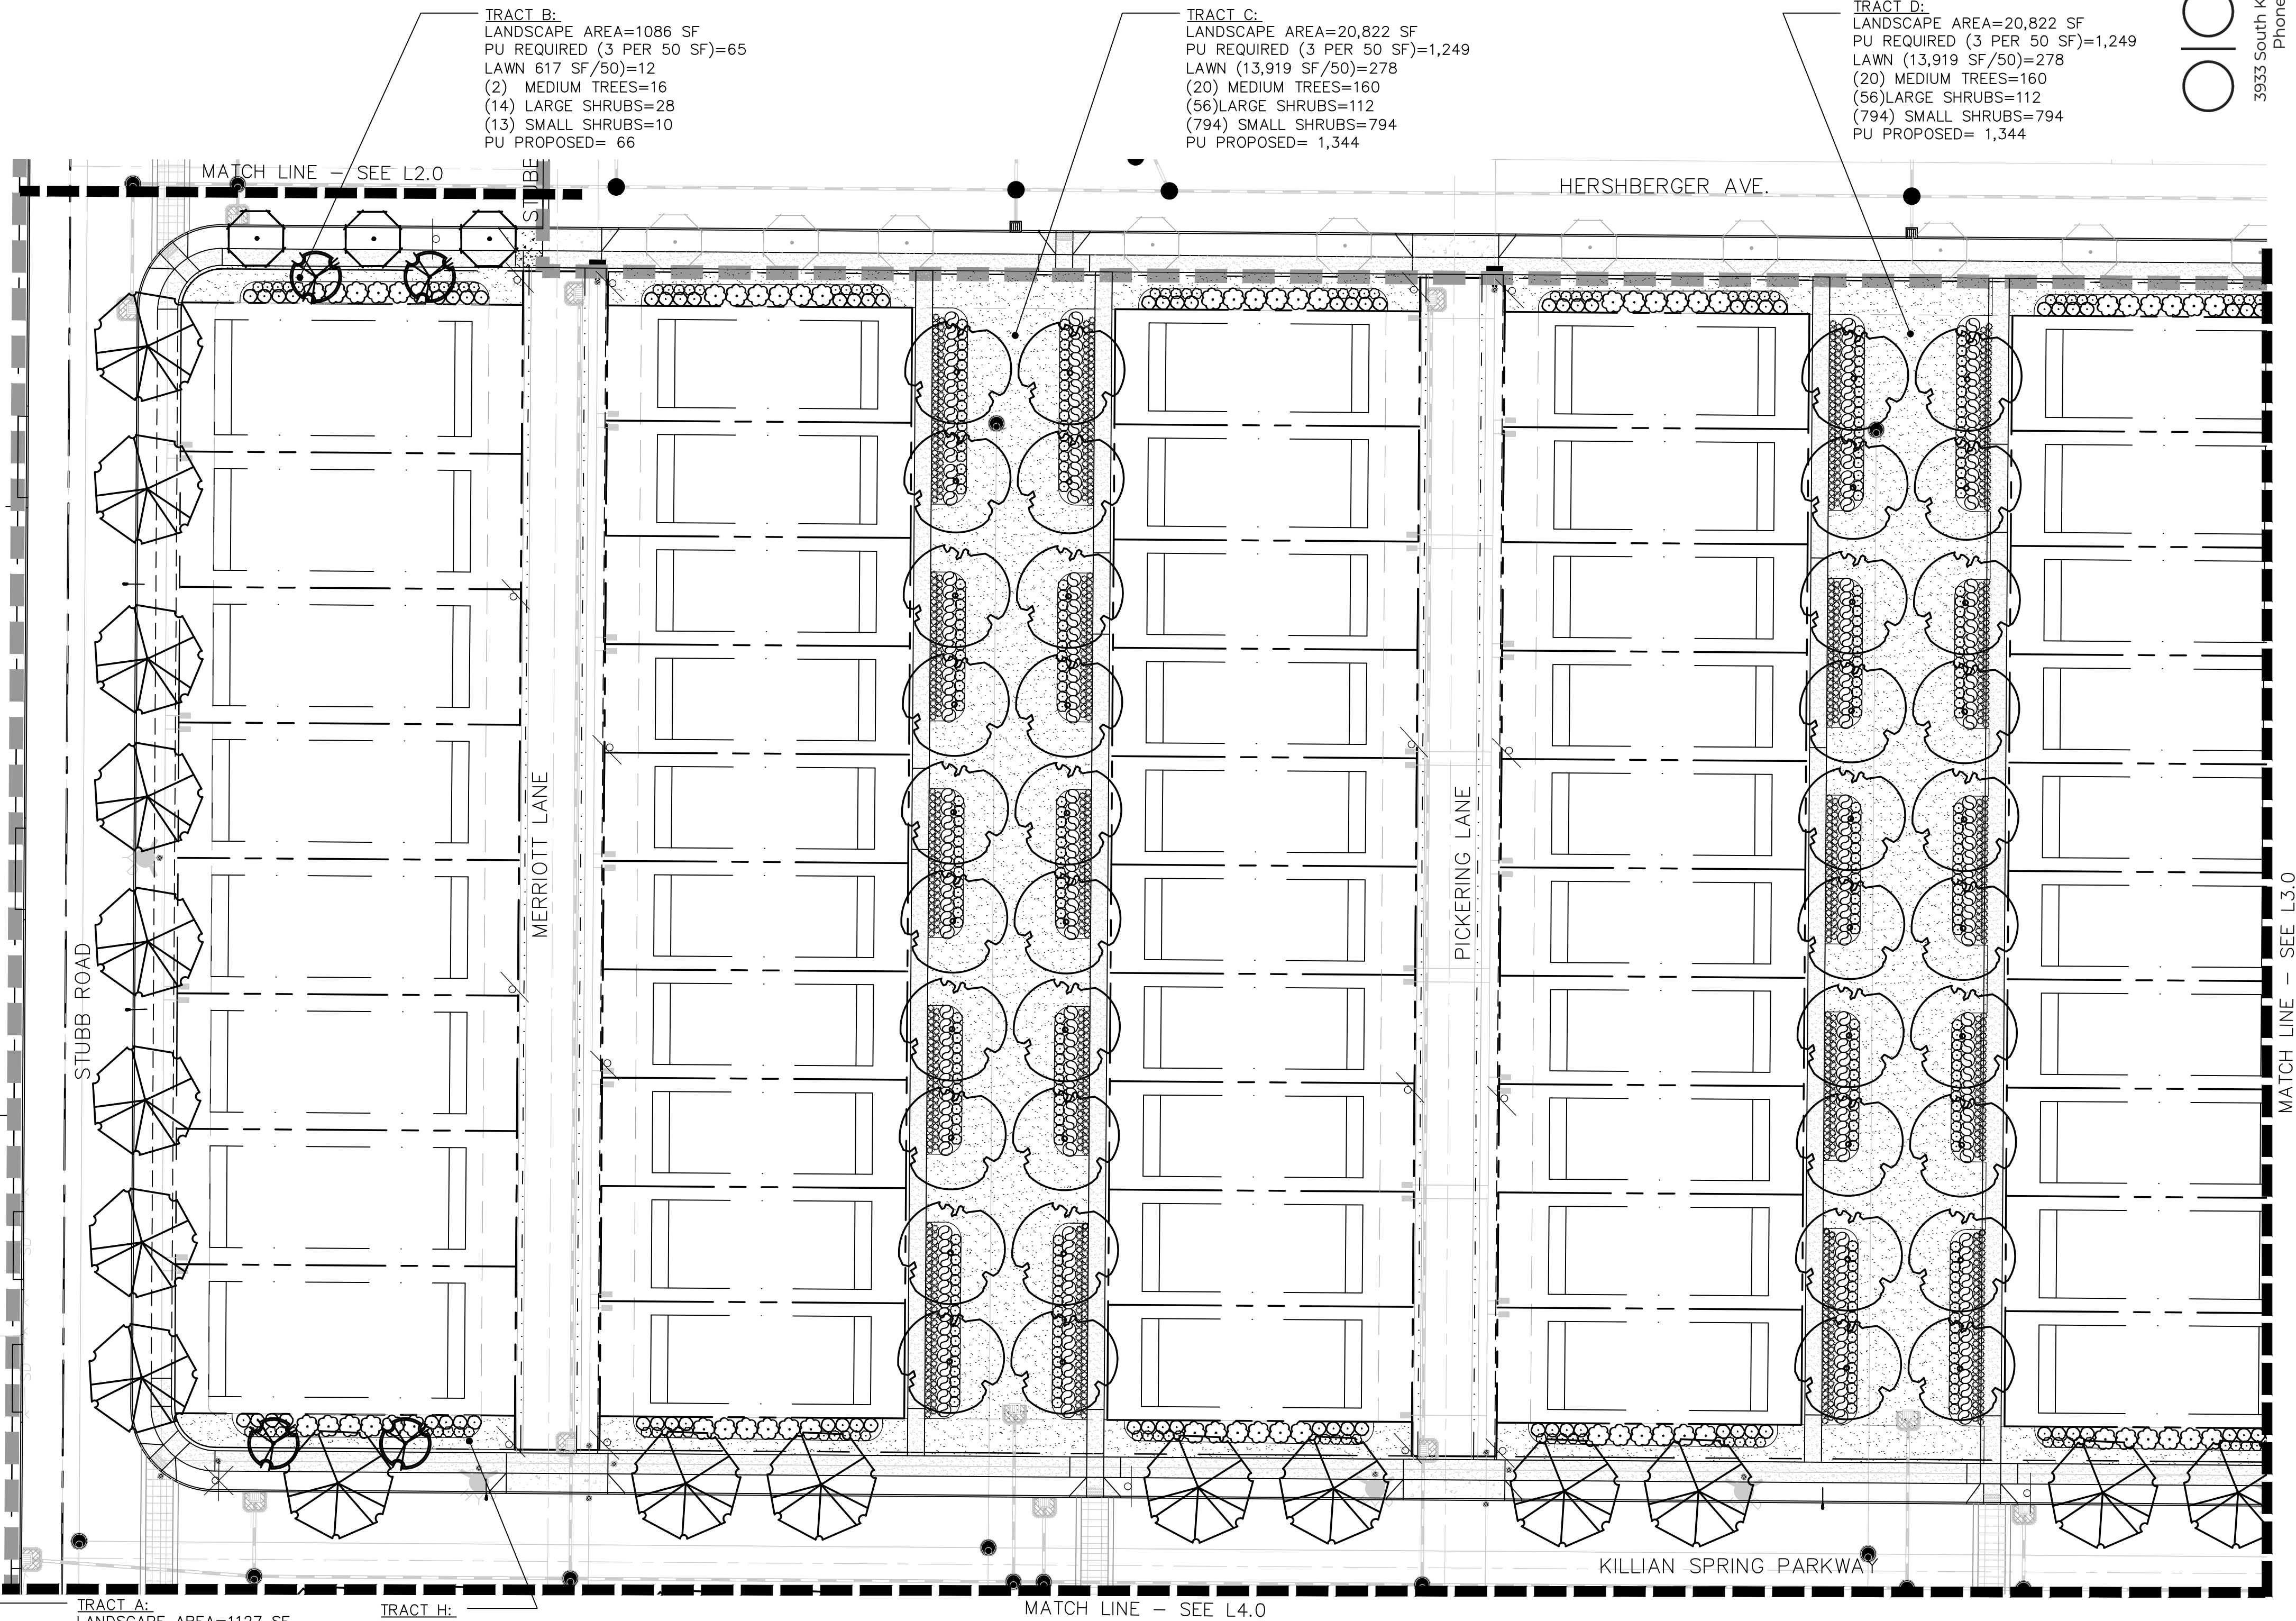 TRACT B:
LANDSCAPE AREA=1086 SF
PU REQUIRED (3 PER 50 SF)=65
LAWN 617 SF/50)=12
(2) MEDIUM TREES=16
(14) LARGE SHRUBS=28
(13) SMALL SHRUBS=10
PU PROPOSED= 66
TRACT C:
LANDSCAPE AREA=20,822 SF
PU REQUIRED (3 PER 50 SF)=1,249
LAWN (13,919 SF/50)=278
(20) MEDIUM TREES=160
(56)LARGE SHRUBS=112
(794) SMALL SHRUBS=794
PU PROPOSED= 1,344
TRACT D:
LANDSCAPE AREA=20,822 SF
PU REQUIRED (3 PER 50 SF)=1,249
LAWN (13,919 SF/50)=278
(20) MEDIUM TREES=160
(56)LARGE SHRUBS=112
(794) SMALL SHRUBS=794
PU PROPOSED= 1,344
3933 South K
Phone
MATCH LINE – SEE L2.0
STUBB
HERSHBERGER AVE.
STUBB ROAD
MERRIOTT LANE
PICKERING LANE
MATCH LINE – SEE L3.0
KILLIAN SPRING PARKWAY
MATCH LINE – SEE L4.0
TRACT A:
LANDSCAPE AREA=1127 SF
TRACT H: